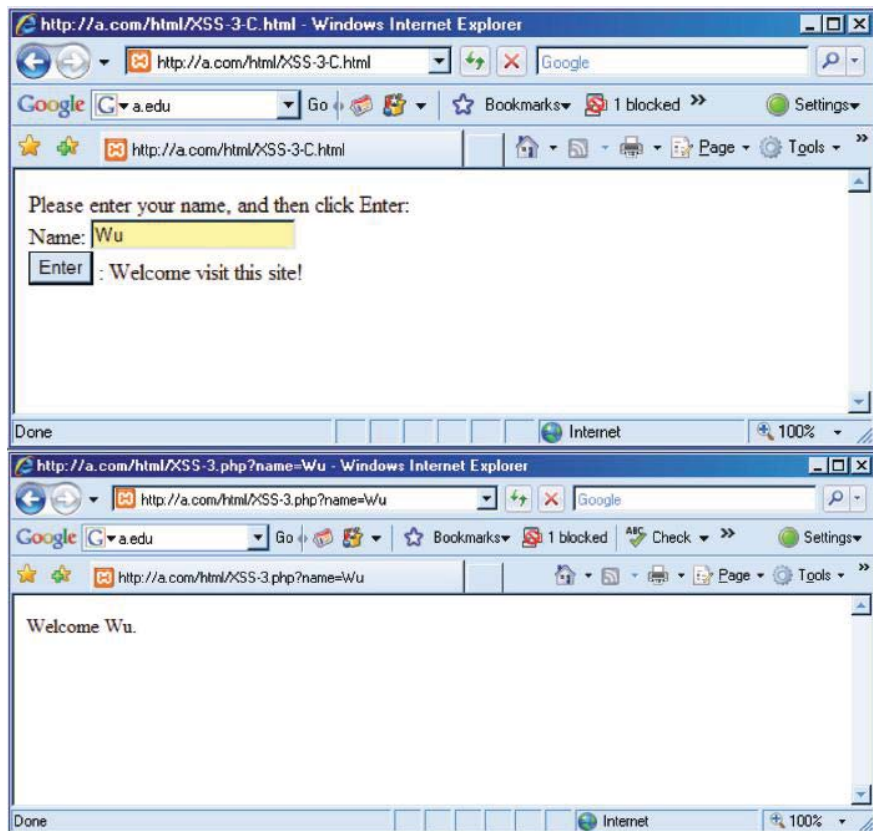 http://a.com/html/XSS-3-C.html - Windows Internet Explorer
http://a.com/html/XSS-3-C.html Google
Google G a.edu Go Bookmarks 1 blocked » Settings
http://a.com/html/XSS-3-C.html Page Tools »
Please enter your name, and then click Enter:
Name: Wu
Enter : Welcome visit this site!
Done Internet 100%
http://a.com/html/XSS-3.php?name=Wu - Windows Internet Explorer
http://a.com/html/XSS-3.php?name=Wu Google
Google G a.edu Go Bookmarks 1 blocked ABC Check » Settings
http://a.com/html/XSS-3.php?name=Wu Page Tools »
Welcome Wu.
Done Internet 100%